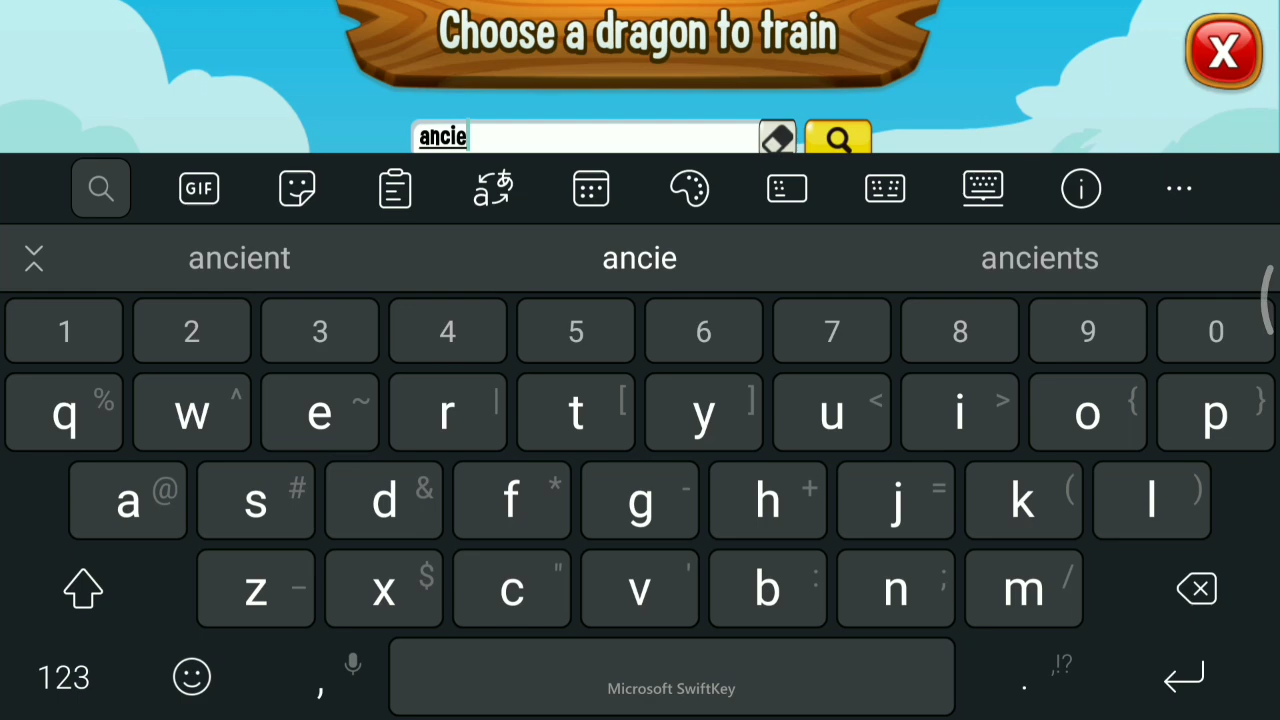 Choose a dragon to train
X
ancie
GIF
ancient ancie ancients
1 2 3 4 5 6 7 8 9 0
q % w ^ e ~ r | t [ y ] u < i > o { p }
a @ s # d & f * g - h + j = k ( l )
z _ x $ c " v ' b : n ; m /
123 , Microsoft SwiftKey . ,!?